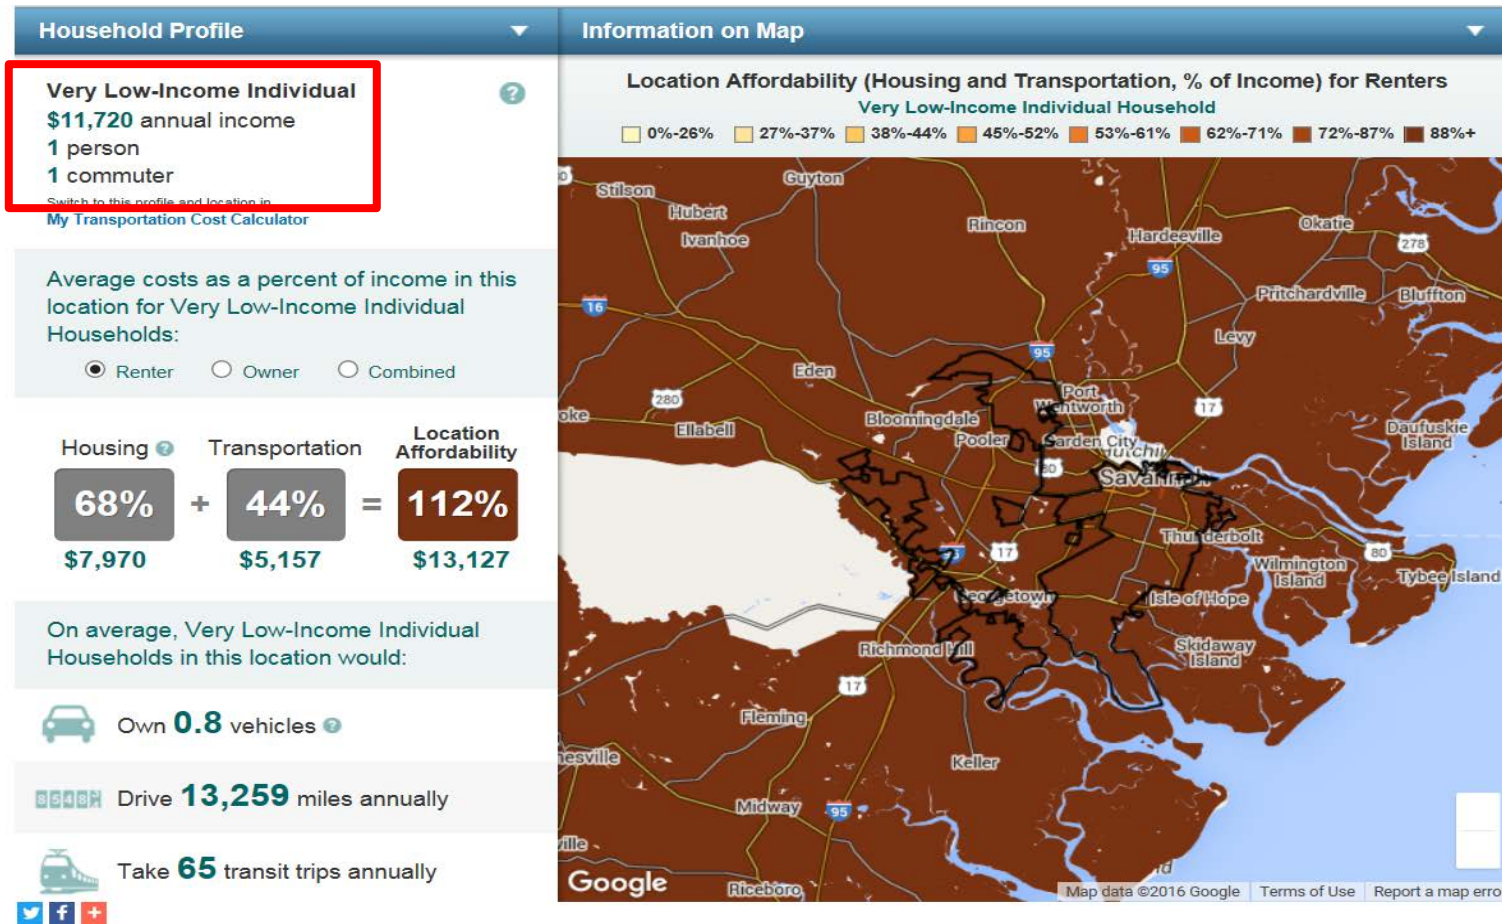 Household Profile
Very Low-Income Individual
$11,720 annual income
1 person
1 commuter
Switch to this profile and location in
My Transportation Cost Calculator
Average costs as a percent of income in this
location for Very Low-Income Individual
Households:
Renter Owner Combined
Housing + Transportation = Location Affordability
68% + 44% = 112%
$7,970 $5,157 $13,127
On average, Very Low-Income Individual
Households in this location would:
Own 0.8 vehicles
Drive 13,259 miles annually
Take 65 transit trips annually
Information on Map
Location Affordability (Housing and Transportation, % of Income) for Renters
Very Low-Income Individual Household
0%-26% 27%-37% 38%-44% 45%-52% 53%-61% 62%-71% 72%-87% 88%+
Stilson
Guyton
Hubert
Ivanhoe
Rincon
Hardeeville
Okatie
278
95
16
Pritchardville
Bluffton
Levy
95
Eden
280
Port
Wentworth
17
oke
Ellabell
Bloomingdale
Pooler
Garden City
Daufuskie
Island
80
Savannah
Thunderbolt
17
80
Wilmington
Island
Tybee Island
Georgetown
Isle of Hope
Richmond Hill
Skidaway
Island
17
Fleming
nesville
Keller
Midway
95
ville
Google
Riceboro
Map data ©2016 Google Terms of Use Report a map erro